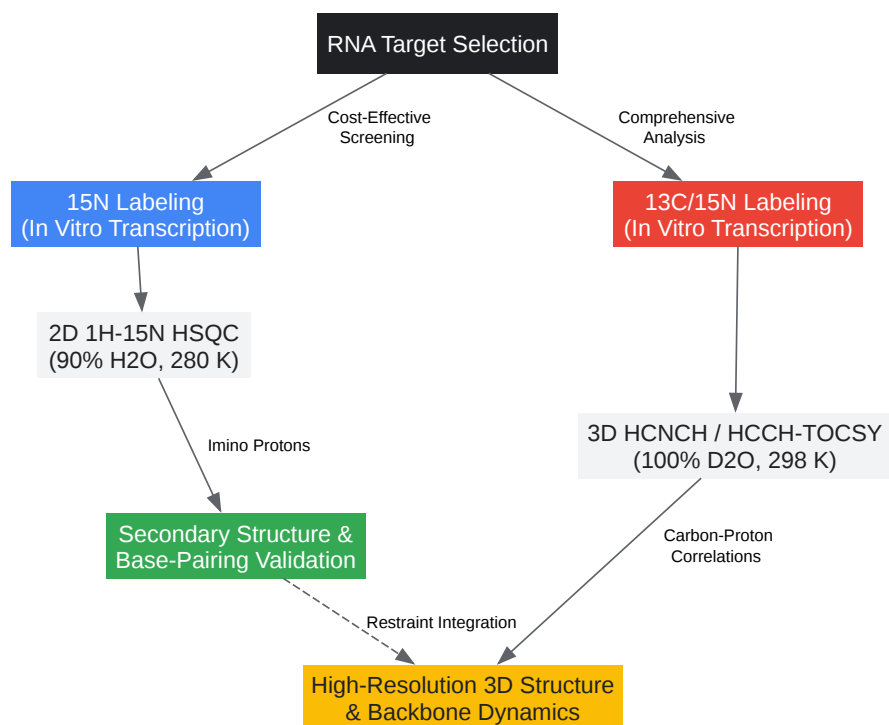 RNA Target Selection
Cost-Effective
Screening
Comprehensive
Analysis
15N Labeling
(In Vitro Transcription)
13C/15N Labeling
(In Vitro Transcription)
2D 1H-15N HSQC
(90% H2O, 280 K)
3D HCNCH / HCCH-TOCSY
(100% D2O, 298 K)
Imino Protons
Secondary Structure &
Base-Pairing Validation
Carbon-Proton
Correlations
Restraint Integration
High-Resolution 3D Structure
& Backbone Dynamics